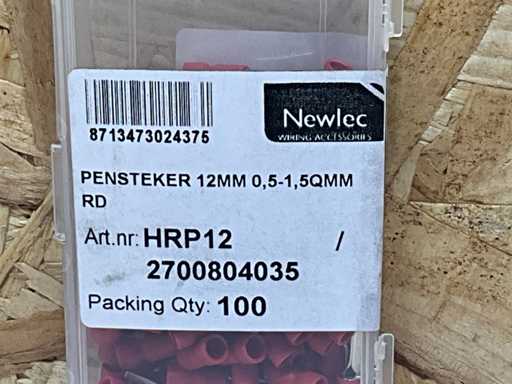 Newlec
WIRING ACCESSORIES
8713473024375
PENSTEKER 12MM 0,5-1,5QMM
RD
Art.nr: HRP12 /
2700804035
Packing Qty: 100